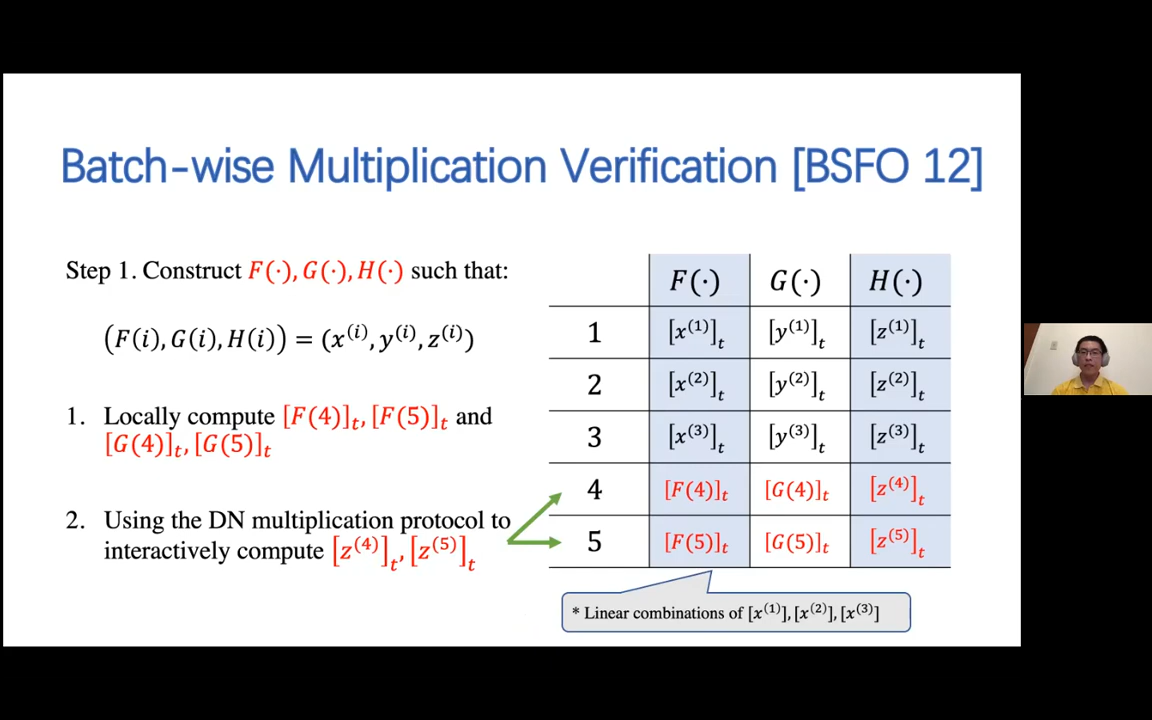 Batch-wise Multiplication Verification [BSFO 12]
Step 1. Construct F(·), G(·), H(·) such that:
(F(i), G(i), H(i)) = (x^(i), y^(i), z^(i))
1. Locally compute [F(4)]_t, [F(5)]_t and
[G(4)]_t, [G(5)]_t
2. Using the DN multiplication protocol to
interactively compute [z^(4)]_t, [z^(5)]_t
F(·) G(·) H(·)
1 [x^(1)]_t [y^(1)]_t [z^(1)]_t
2 [x^(2)]_t [y^(2)]_t [z^(2)]_t
3 [x^(3)]_t [y^(3)]_t [z^(3)]_t
4 [F(4)]_t [G(4)]_t [z^(4)]_t
5 [F(5)]_t [G(5)]_t [z^(5)]_t
* Linear combinations of [x^(1)], [x^(2)], [x^(3)]